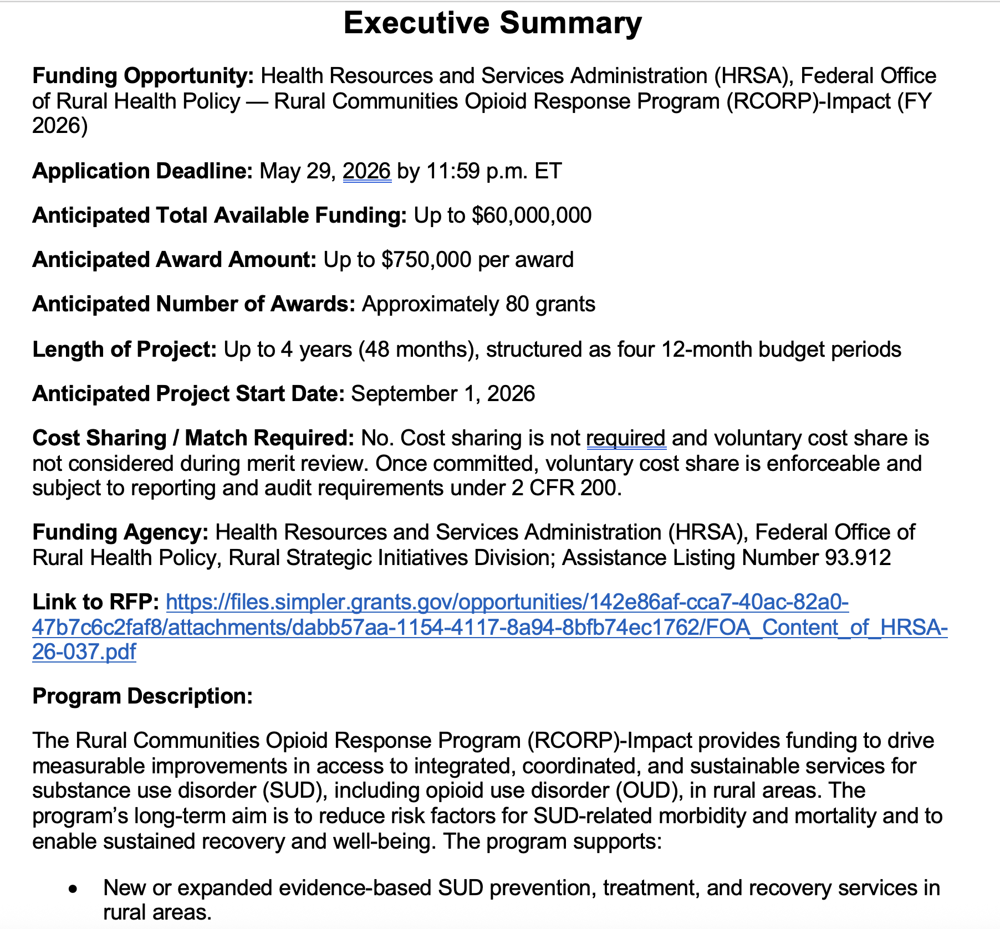 Executive Summary
Funding Opportunity: Health Resources and Services Administration (HRSA), Federal Office
of Rural Health Policy — Rural Communities Opioid Response Program (RCORP)-Impact (FY
2026)
Application Deadline: May 29, 2026 by 11:59 p.m. ET
Anticipated Total Available Funding: Up to $60,000,000
Anticipated Award Amount: Up to $750,000 per award
Anticipated Number of Awards: Approximately 80 grants
Length of Project: Up to 4 years (48 months), structured as four 12-month budget periods
Anticipated Project Start Date: September 1, 2026
Cost Sharing / Match Required: No. Cost sharing is not required and voluntary cost share is
not considered during merit review. Once committed, voluntary cost share is enforceable and
subject to reporting and audit requirements under 2 CFR 200.
Funding Agency: Health Resources and Services Administration (HRSA), Federal Office of
Rural Health Policy, Rural Strategic Initiatives Division; Assistance Listing Number 93.912
Link to RFP: https://files.simpler.grants.gov/opportunities/142e86af-cca7-40ac-82a0-
47b7c6c2faf8/attachments/dabb57aa-1154-4117-8a94-8bfb74ec1762/FOA_Content_of_HRSA-
26-037.pdf
Program Description:
The Rural Communities Opioid Response Program (RCORP)-Impact provides funding to drive
measurable improvements in access to integrated, coordinated, and sustainable services for
substance use disorder (SUD), including opioid use disorder (OUD), in rural areas. The
program’s long-term aim is to reduce risk factors for SUD-related morbidity and mortality and to
enable sustained recovery and well-being. The program supports:
• New or expanded evidence-based SUD prevention, treatment, and recovery services in
rural areas.